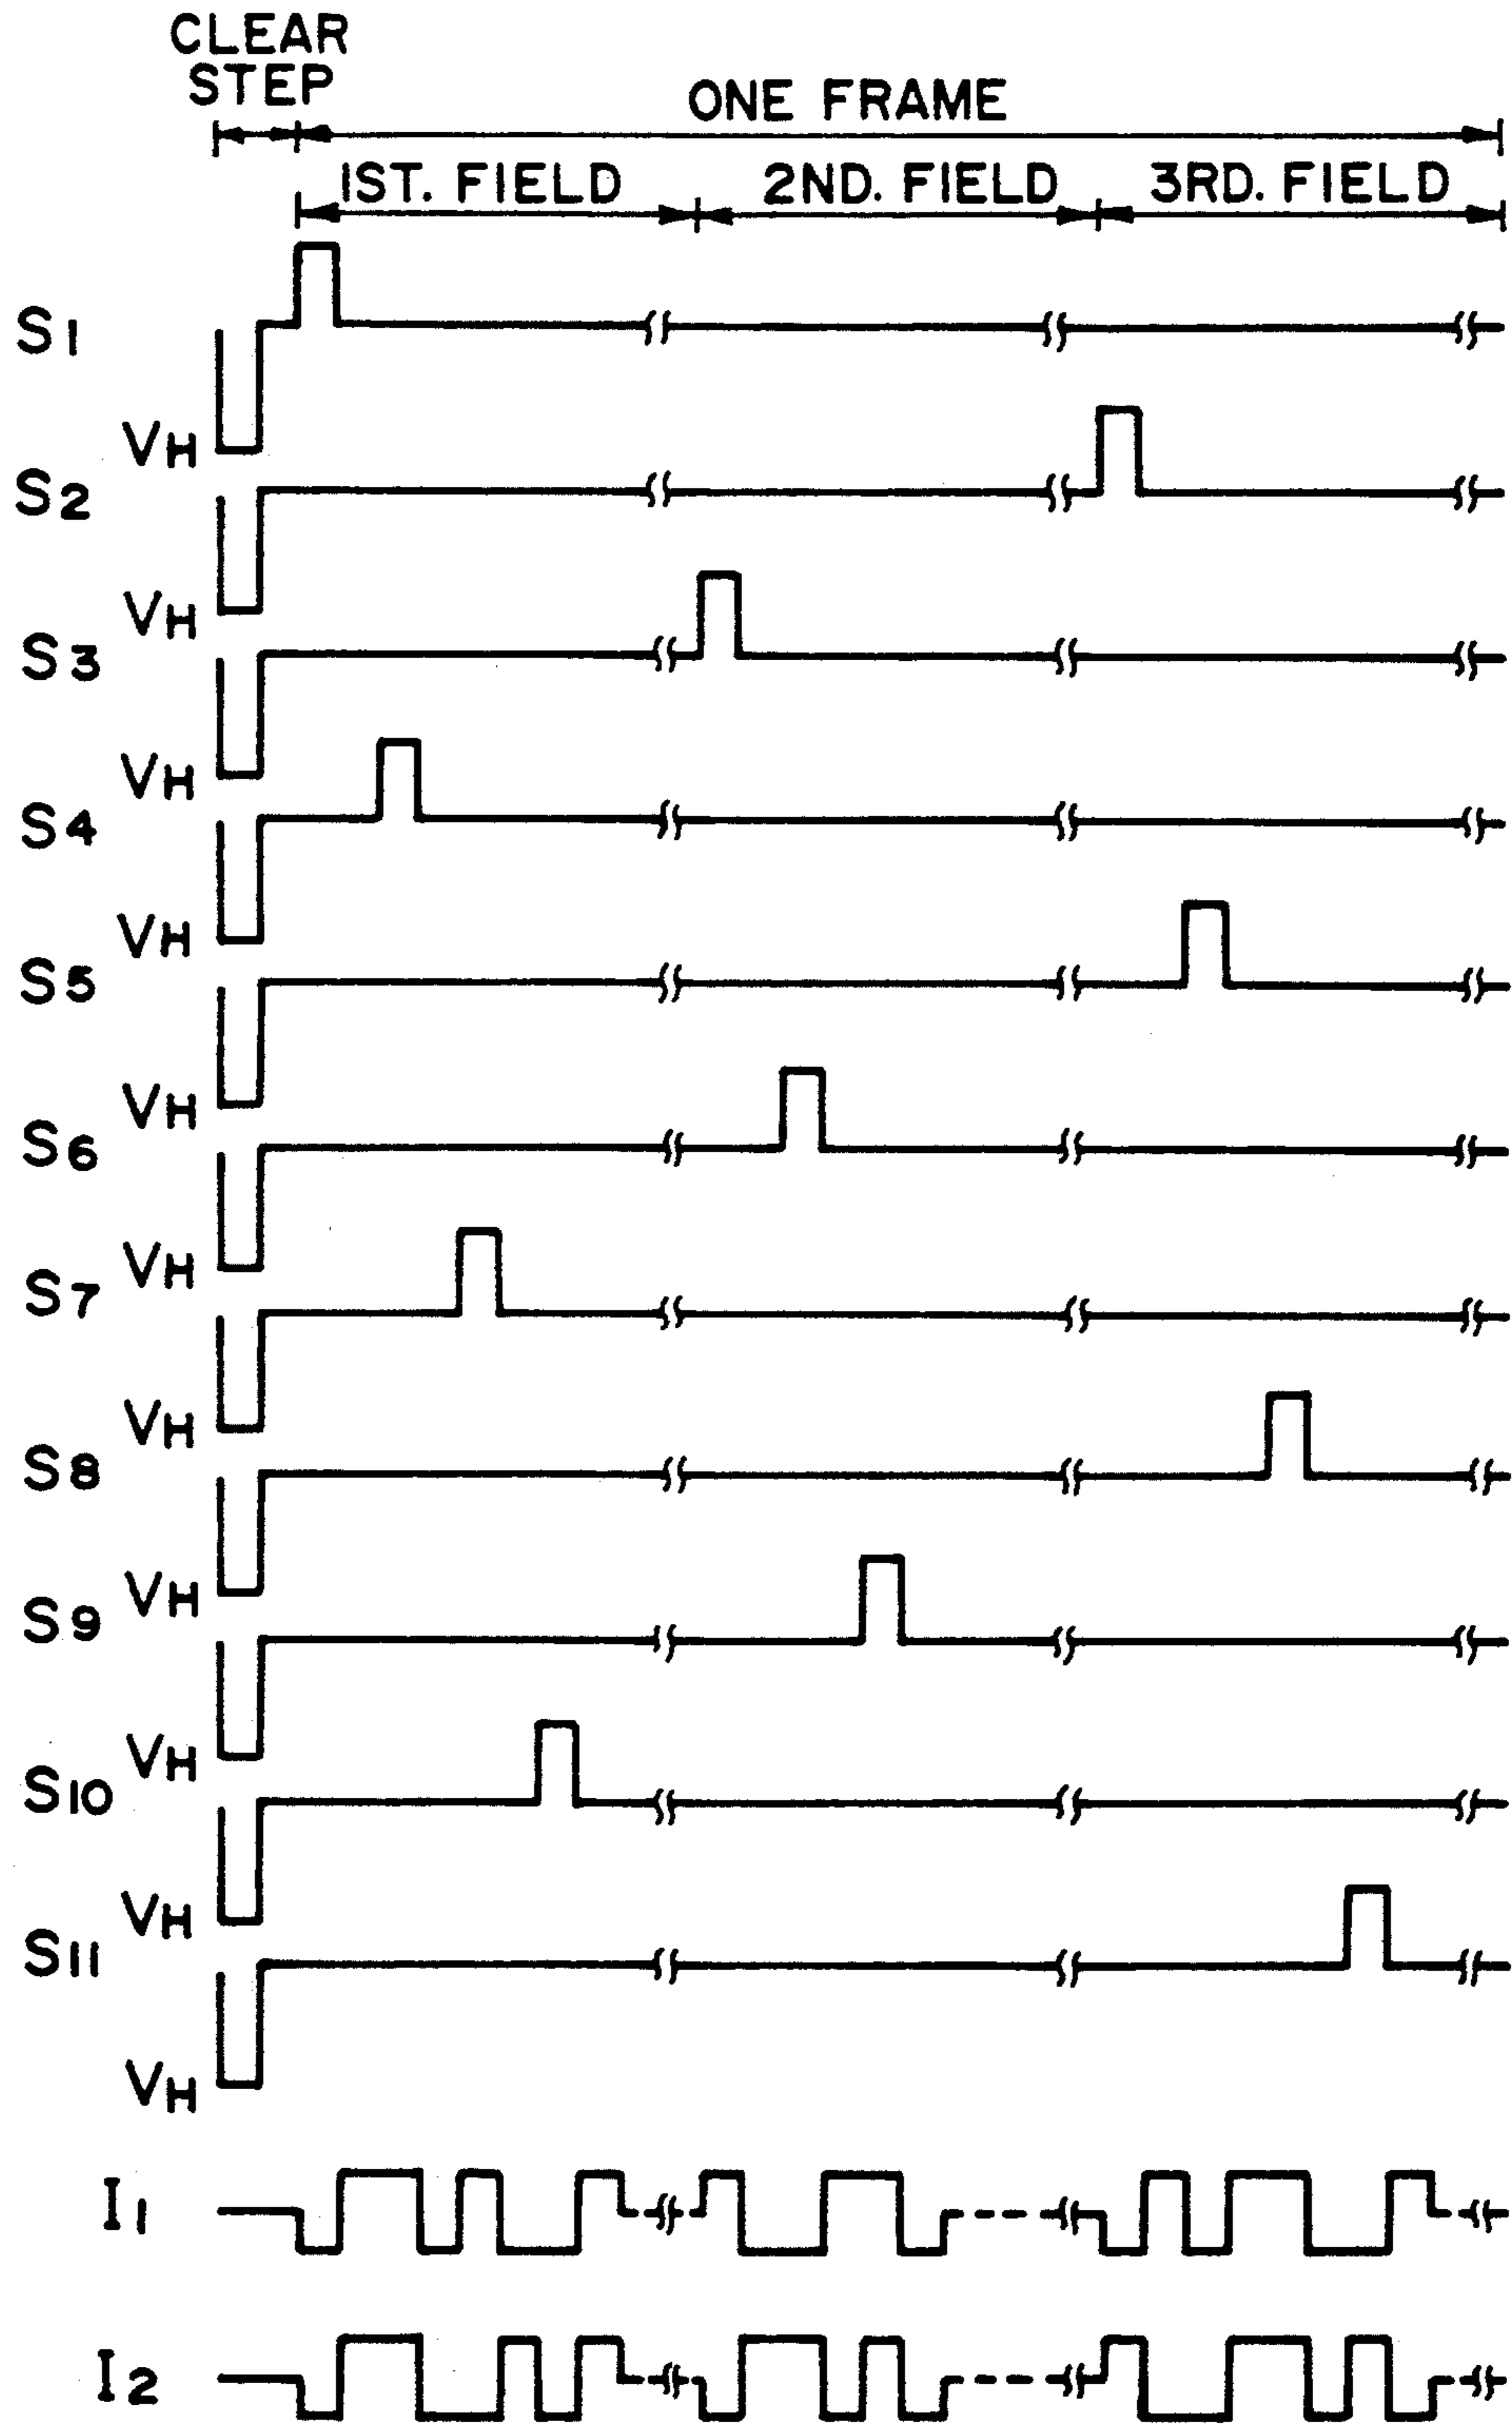 CLEAR
STEP
ONE FRAME
1ST. FIELD 2ND. FIELD 3RD. FIELD
S1
VH
S2
VH
S3
VH
S4
VH
S5
VH
S6
VH
S7
VH
S8
VH
S9
VH
S10
VH
S11
VH
I1
I2